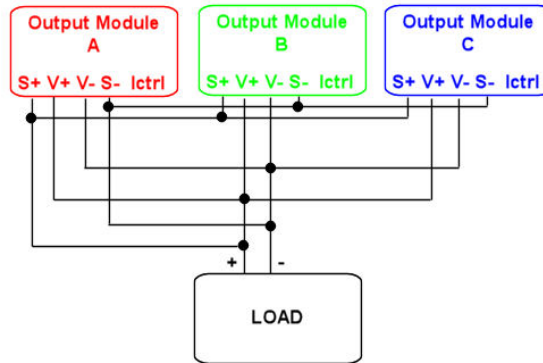 Output Module
A
S+ V+ V- S- Ictrl
Output Module
B
S+ V+ V- S- Ictrl
Output Module
C
S+ V+ V- S- Ictrl
+ -
LOAD